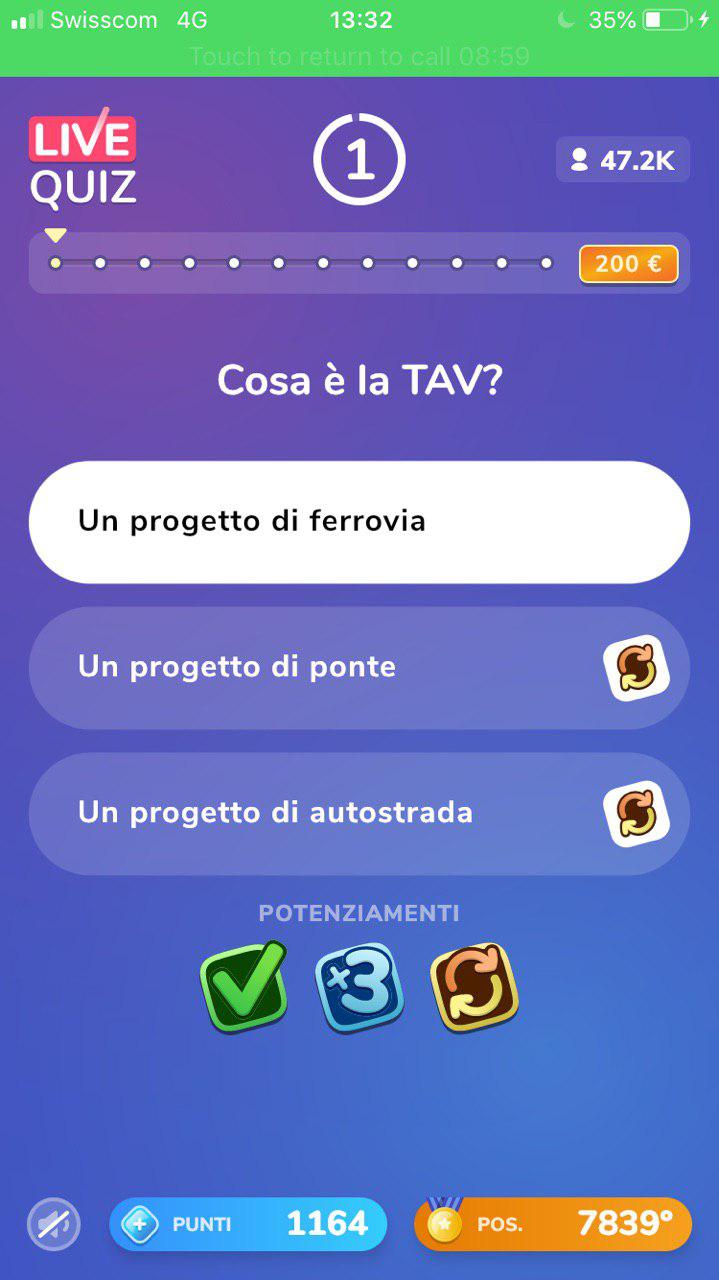 Swisscom 4G 13:32 35%
Touch to return to call 08:59
LIVE
QUIZ
1
47.2K
200 €
Cosa è la TAV?
Un progetto di ferrovia
Un progetto di ponte
Un progetto di autostrada
POTENZIAMENTI
×3
PUNTI 1164
POS. 7839°